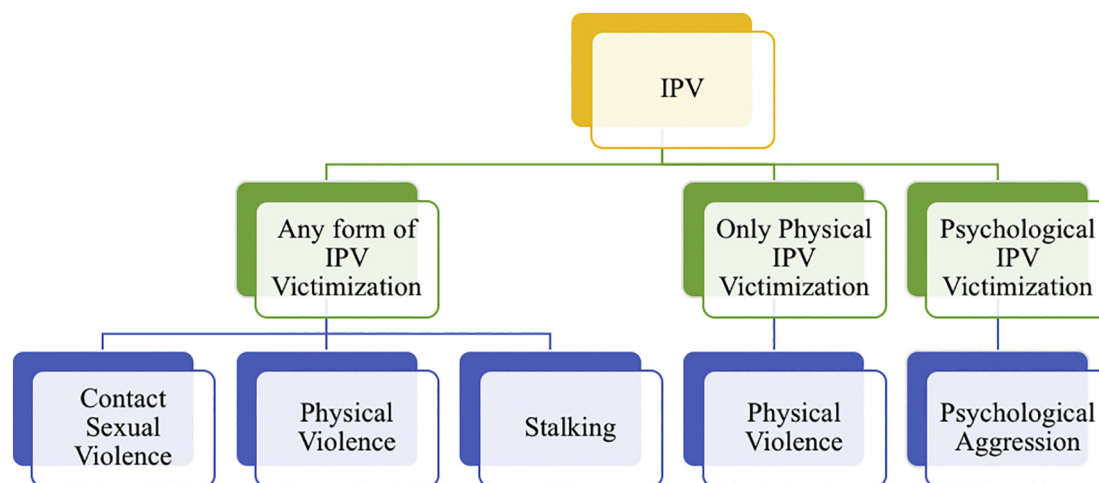 IPV
Any form of
IPV
Victimization
Only Physical
IPV
Victimization
Psychological
IPV
Victimization
Contact
Sexual
Violence
Physical
Violence
Stalking
Physical
Violence
Psychological
Aggression